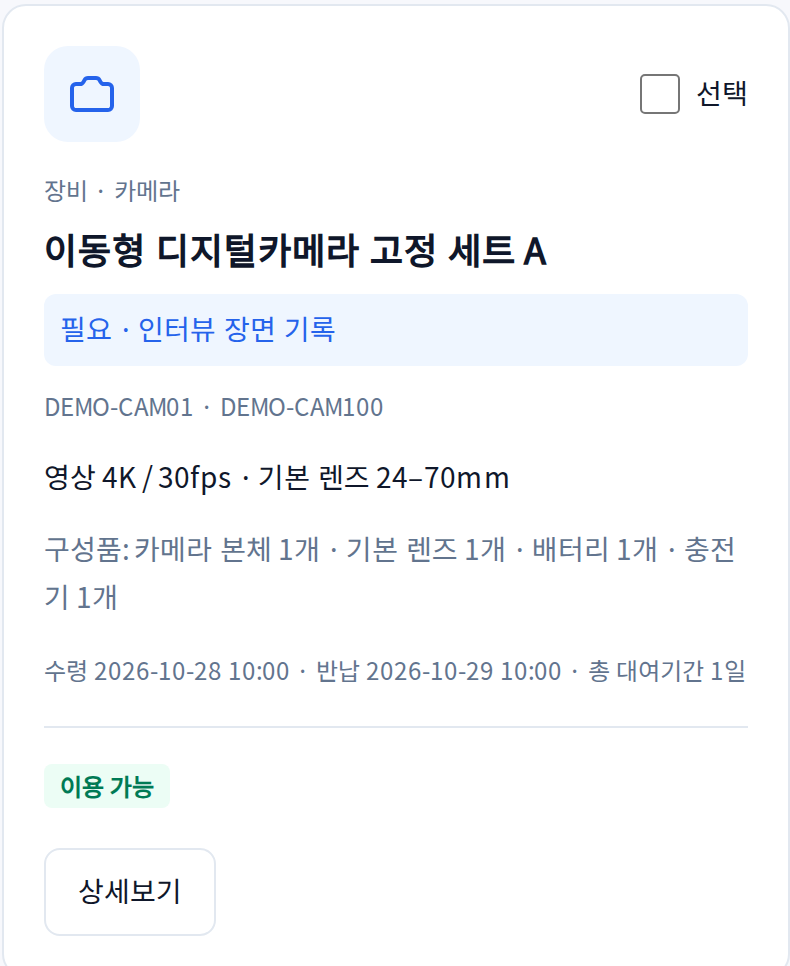 선택
장비 · 카메라
이동형 디지털카메라 고정 세트 A
필요 · 인터뷰 장면 기록
DEMO-CAM01 · DEMO-CAM100
영상 4K / 30fps · 기본 렌즈 24–70mm
구성품: 카메라 본체 1개 · 기본 렌즈 1개 · 배터리 1개 · 충전
기 1개
수령 2026-10-28 10:00 · 반납 2026-10-29 10:00 · 총 대여기간 1일
이용 가능
상세보기